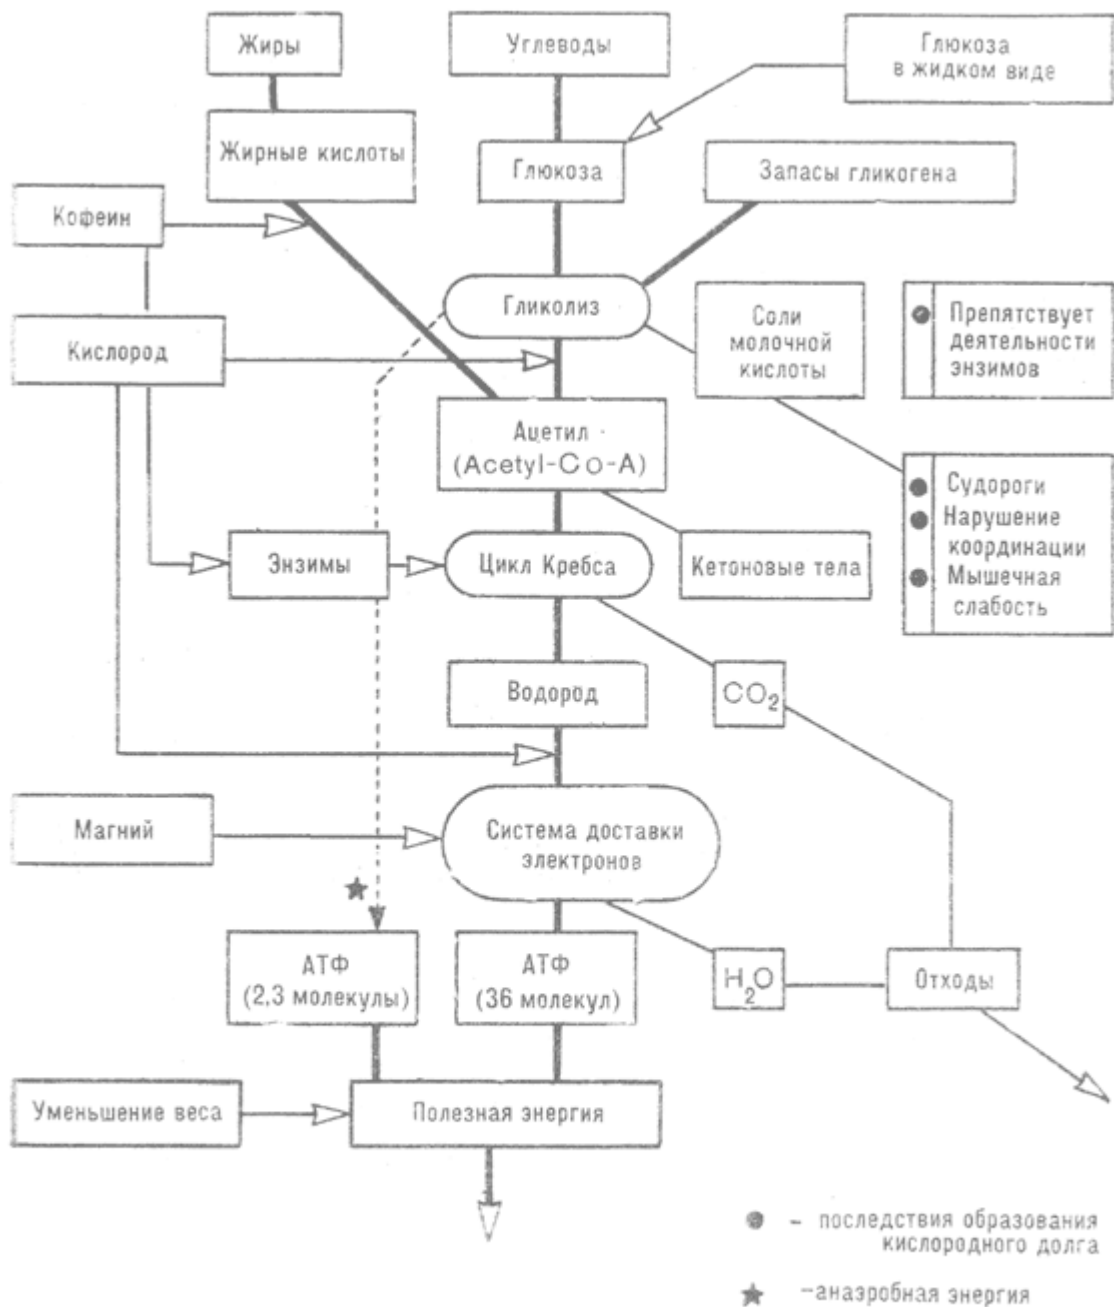 Жиры
Углеводы
Глюкоза
в жидком виде
Жирные кислоты
Глюкоза
Запасы гликогена
Кофеин
Гликолиз
Соли
молочной
кислоты
Препятствует
деятельности
энзимов
Кислород
Ацетил
(Acetyl-Co-A)
Судороги
Нарушение
координации
Мышечная
слабость
Энзимы
Цикл Кребса
Кетоновые тела
Водород
CO₂
Магний
Система доставки
электронов
АТФ
(2,3 молекулы)
АТФ
(36 молекул)
H₂O
Отходы
Уменьшение веса
Полезная энергия
– последствия образования
кислородного долга
–анаэробная энергия